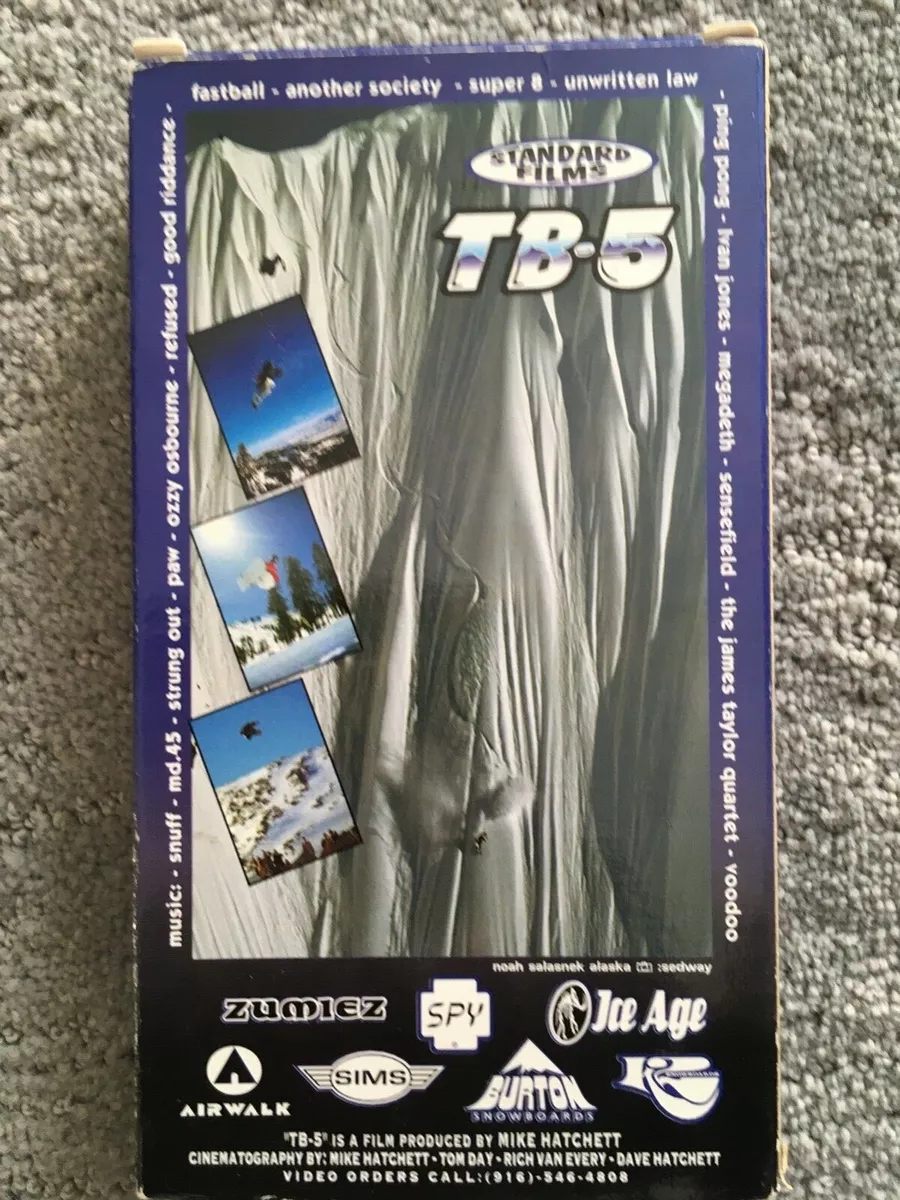 fastball - another society - super 8 - unwritten law
music: - snuff - md.45 - strung out - paw - ozzy osbourne - refused - good riddance -
- ping pong - ivan jones - megadeth - sensefield - the james taylor quartet - voodoo
STANDARD
FILMS
TB-5
noah salasnek alaska :sedway
ZUMIEZ
SPY
Ice Age
AIRWALK
SIMS
BURTON
SNOWBOARDS
K2
"TB-5" IS A FILM PRODUCED BY MIKE HATCHETT
CINEMATOGRAPHY BY: MIKE HATCHETT • TOM DAY • RICH VAN EVERY • DAVE HATCHETT
VIDEO ORDERS CALL:(916)-546-4808